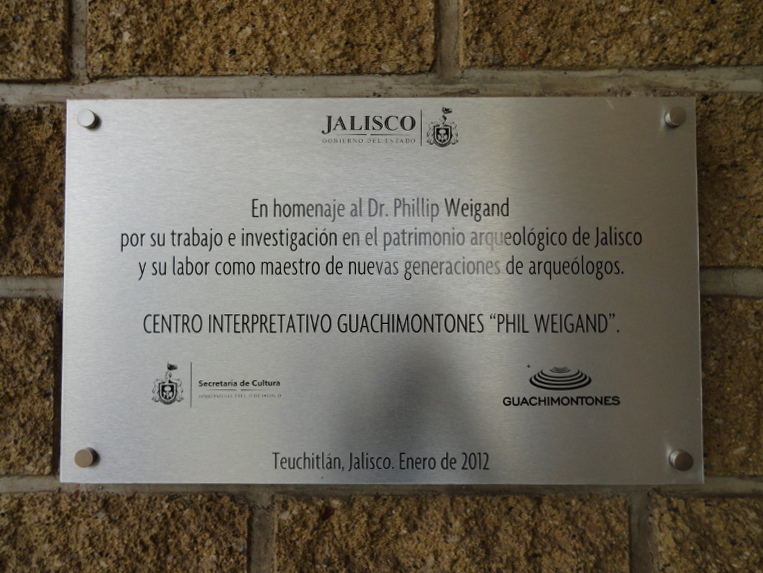 JALISCO
GOBIERNO DEL ESTADO
En homenaje al Dr. Phillip Weigand
por su trabajo e investigación en el patrimonio arqueológico de Jalisco
y su labor como maestro de nuevas generaciones de arqueólogos.
CENTRO INTERPRETATIVO GUACHIMONTONES “PHIL WEIGAND”.
Secretaría de Cultura
GUACHIMONTONES
Teuchitlán, Jalisco. Enero de 2012